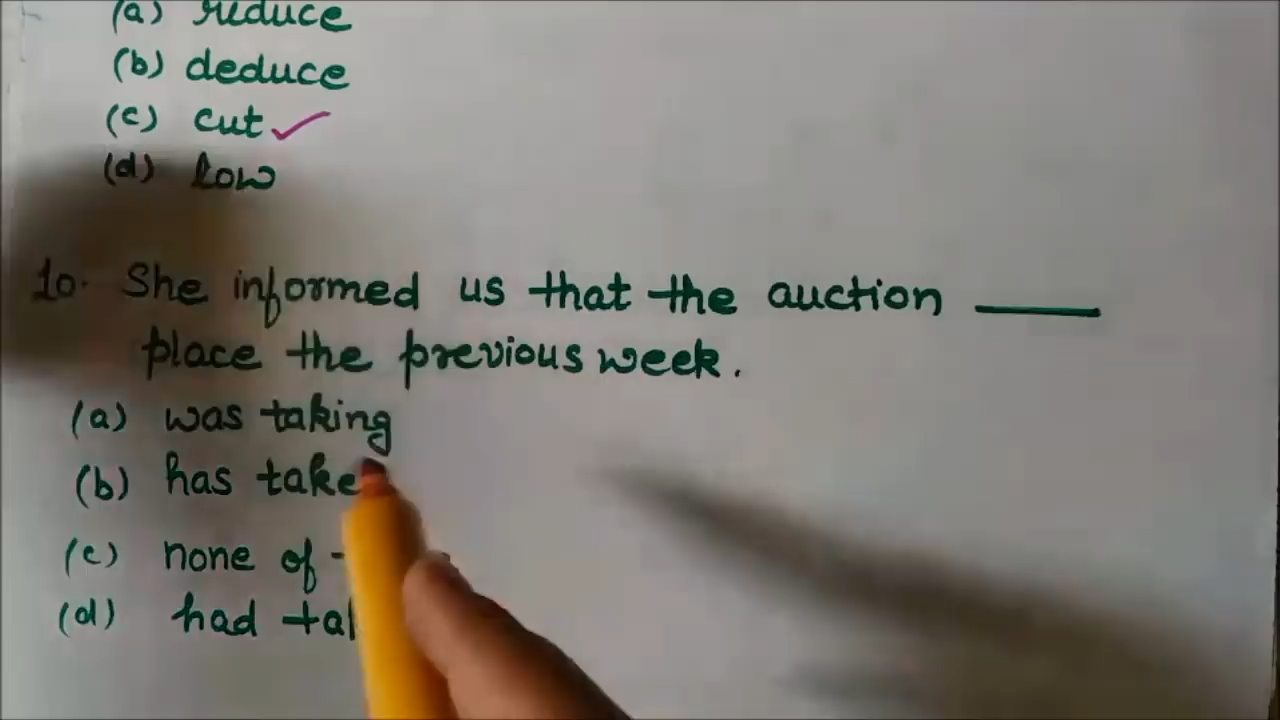 (a) reduce
(b) deduce
(c) cut ✓
(d) low
10. She informed us that the auction ____
place the previous week.
(a) was taking
(b) has take
(c) none of
(d) had